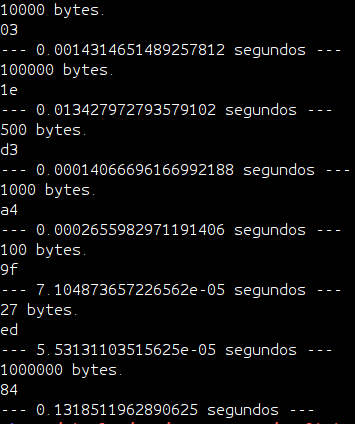 10000 bytes.
03
--- 0.0014314651489257812 segundos ---
100000 bytes.
1e
--- 0.013427972793579102 segundos ---
500 bytes.
d3
--- 0.00014066696166992188 segundos ---
1000 bytes.
a4
--- 0.0002655982971191406 segundos ---
100 bytes.
9f
--- 7.104873657226562e-05 segundos ---
27 bytes.
ed
--- 5.53131103515625e-05 segundos ---
1000000 bytes.
84
--- 0.1318511962890625 segundos ---